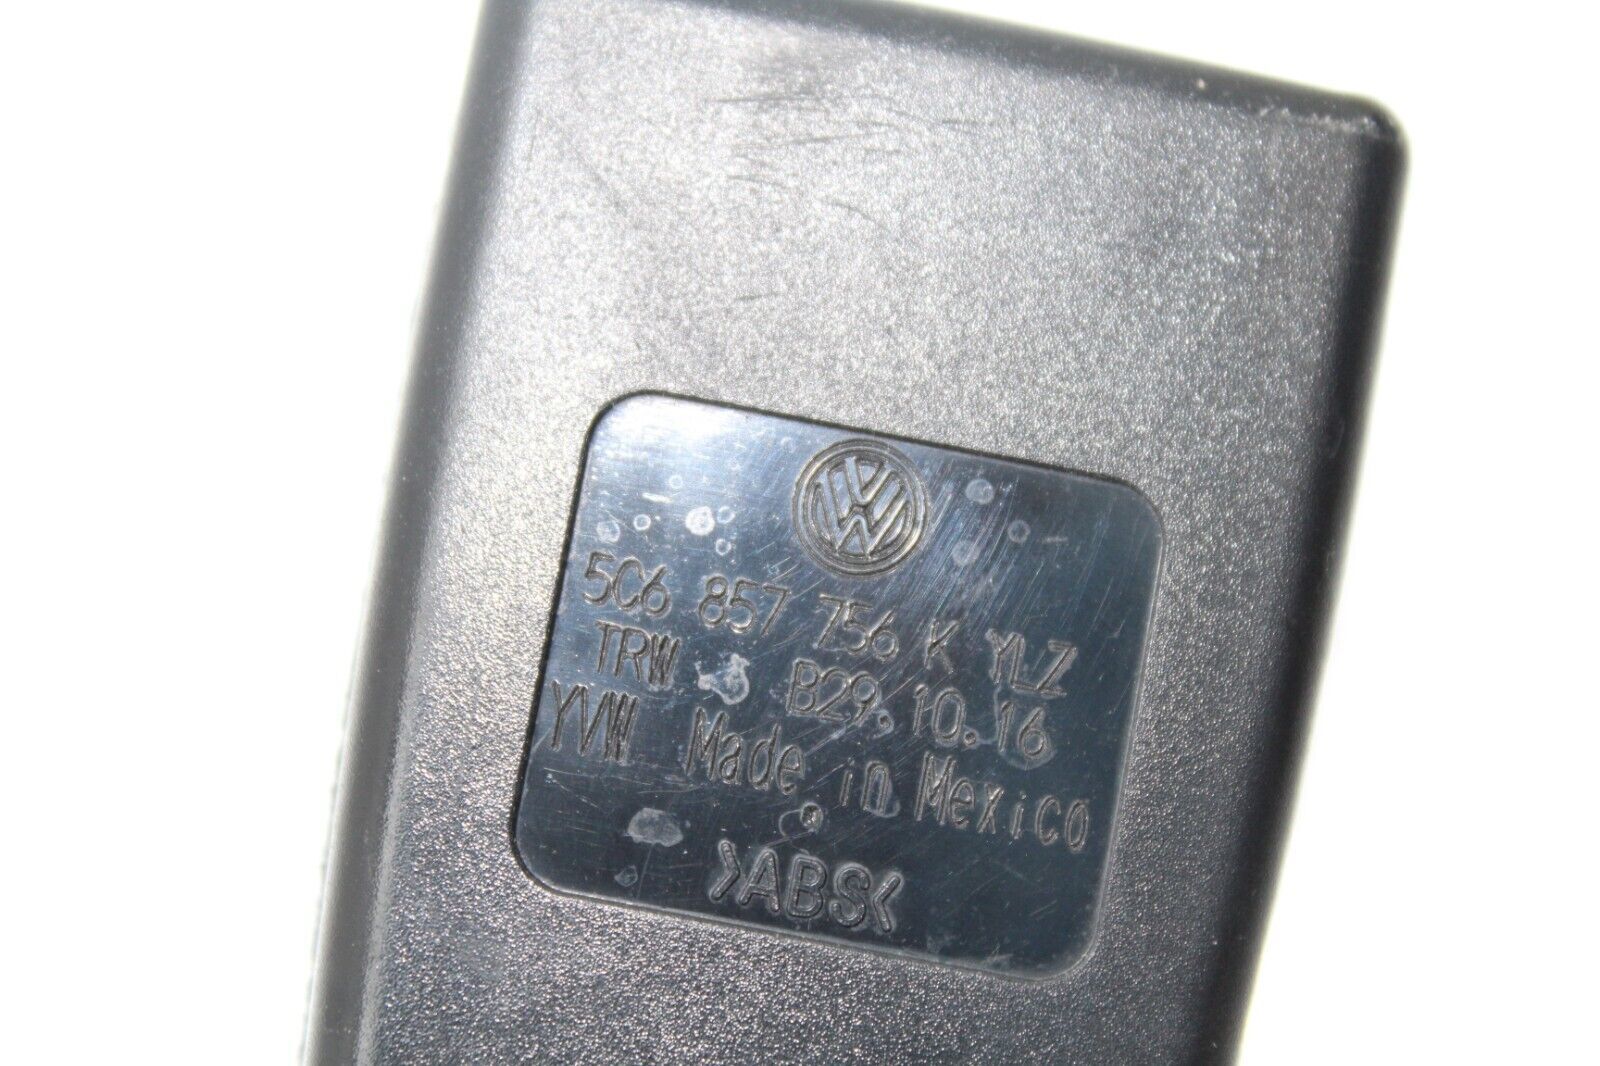 5C6 857 756 K YLZ
TRW B29.10.16
YVW Made in Mexico
>ABS<